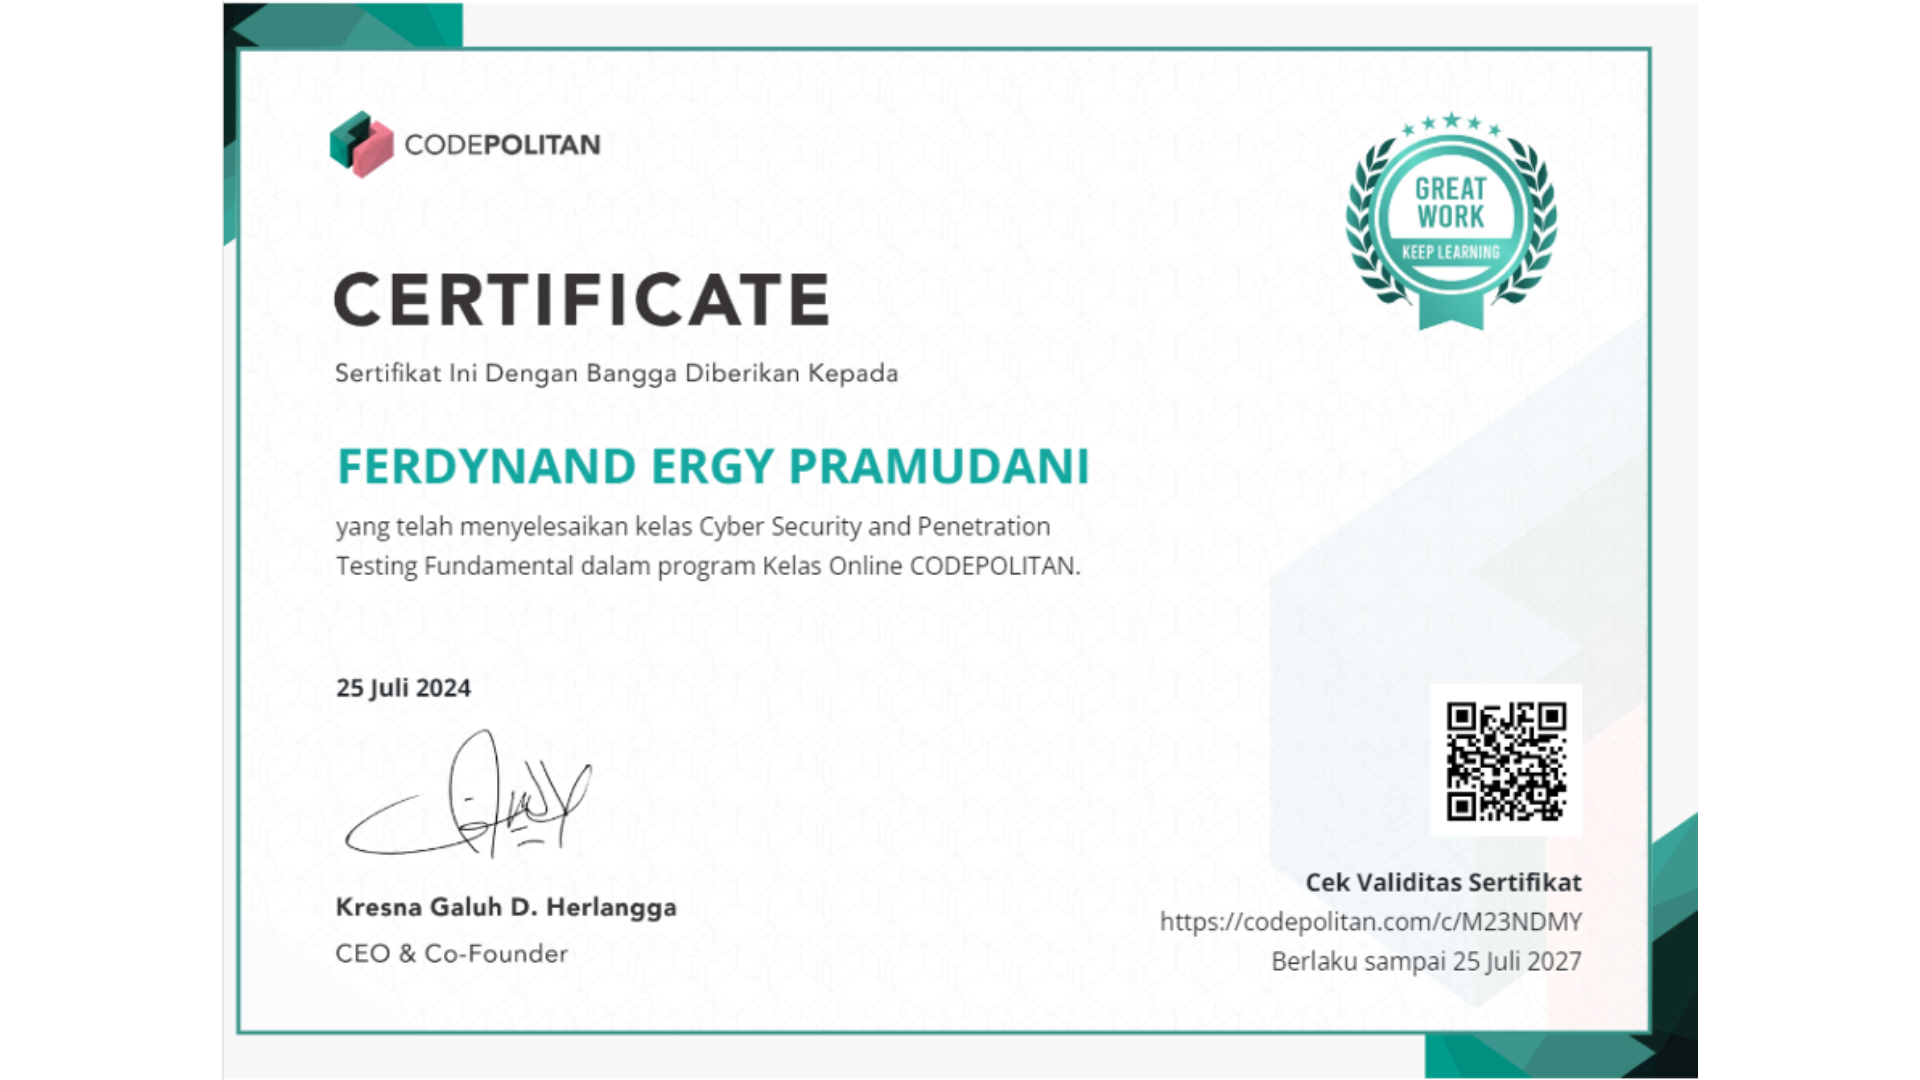 CODEPOLITAN
GREAT
WORK
KEEP LEARNING
CERTIFICATE
Sertifikat Ini Dengan Bangga Diberikan Kepada
FERDYNAND ERGY PRAMUDANI
yang telah menyelesaikan kelas Cyber Security and Penetration
Testing Fundamental dalam program Kelas Online CODEPOLITAN.
25 Juli 2024
Kresna Galuh D. Herlangga
CEO & Co-Founder
Cek Validitas Sertifikat
https://codepolitan.com/c/M23NDMY
Berlaku sampai 25 Juli 2027